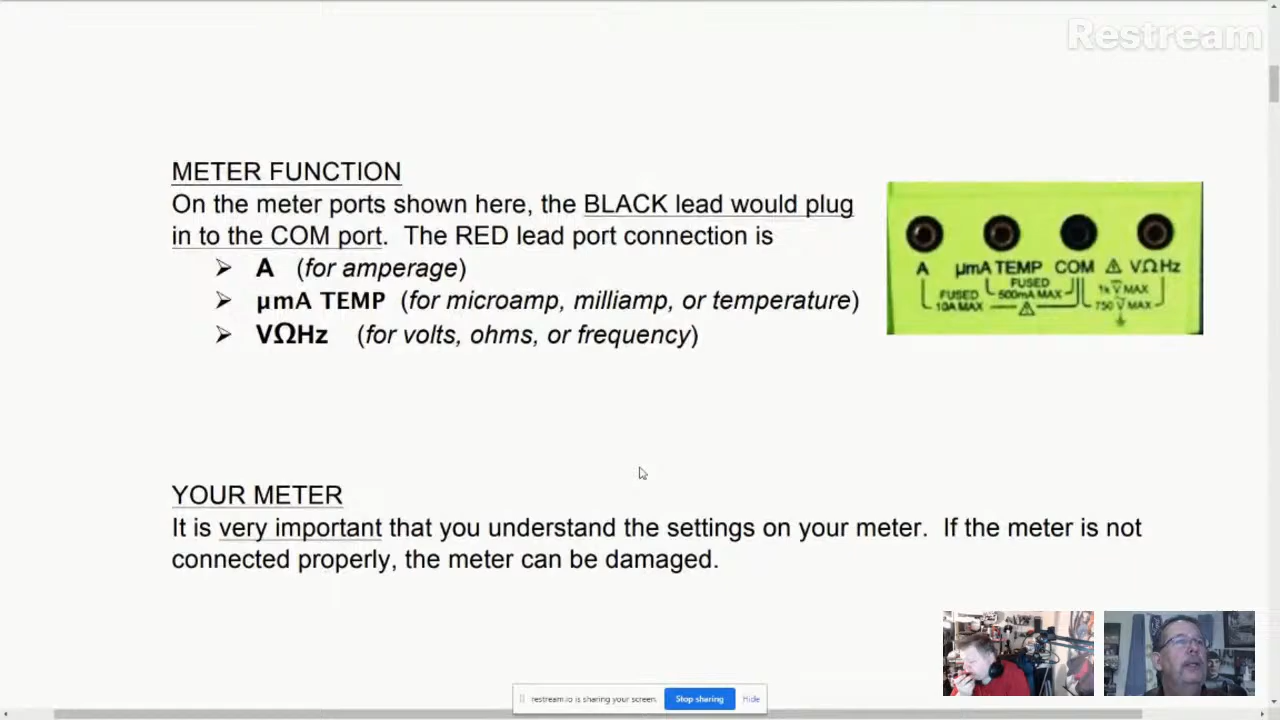 Restream
METER FUNCTION
On the meter ports shown here, the BLACK lead would plug
in to the COM port. The RED lead port connection is
➢ A (for amperage)
➢ µmA TEMP (for microamp, milliamp, or temperature)
➢ VΩHz (for volts, ohms, or frequency)
A µmA TEMP COM ⚠ VΩHz
FUSED
500mA MAX
FUSED
10A MAX
MAX
750 V MAX
YOUR METER
It is very important that you understand the settings on your meter. If the meter is not
connected properly, the meter can be damaged.
restream.io is sharing your screen. Stop sharing Hide